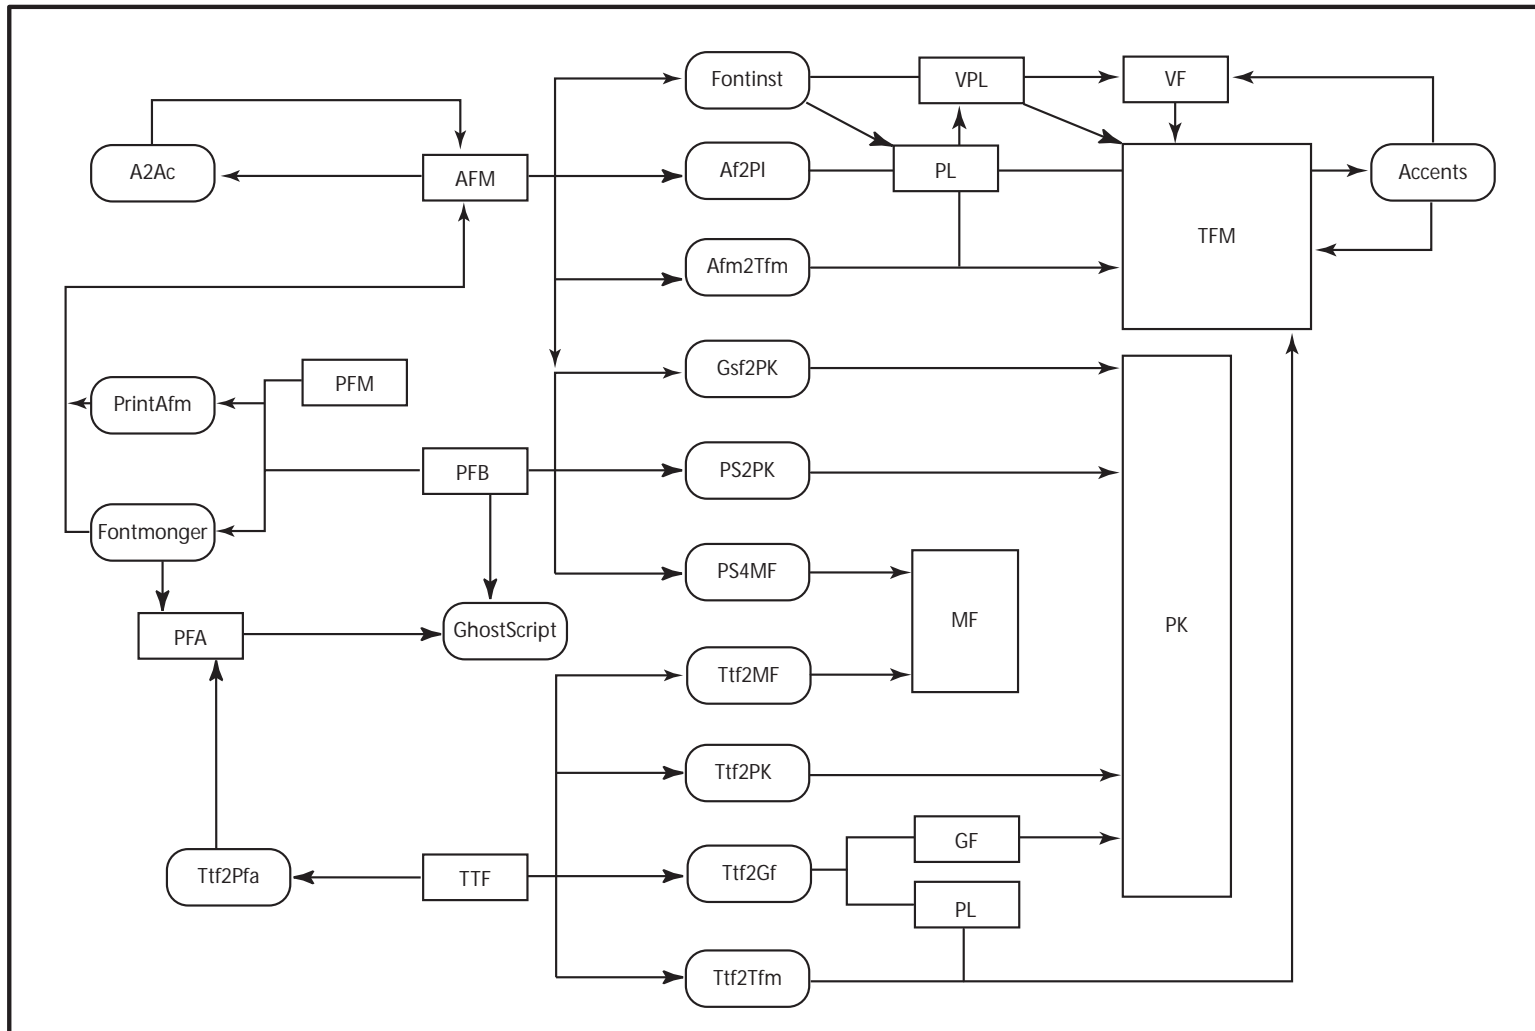 Fontinst
VPL
VF
A2Ac
AFM
Af2Pl
PL
Accents
TFM
Afm2Tfm
PFM
Gsf2PK
PrintAfm
PFB
PS2PK
Fontmonger
PS4MF
MF
PK
PFA
GhostScript
Ttf2MF
Ttf2PK
GF
Ttf2Pfa
TTF
Ttf2Gf
PL
Ttf2Tfm